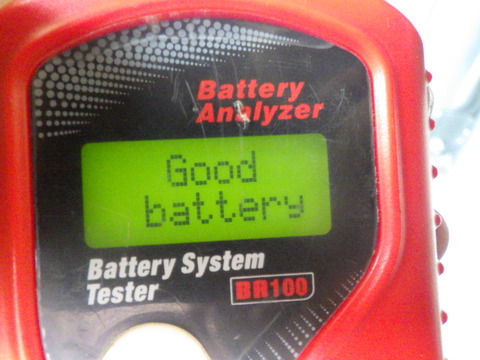 Battery
Analyzer
Good
battery
Battery System
Tester
BR100